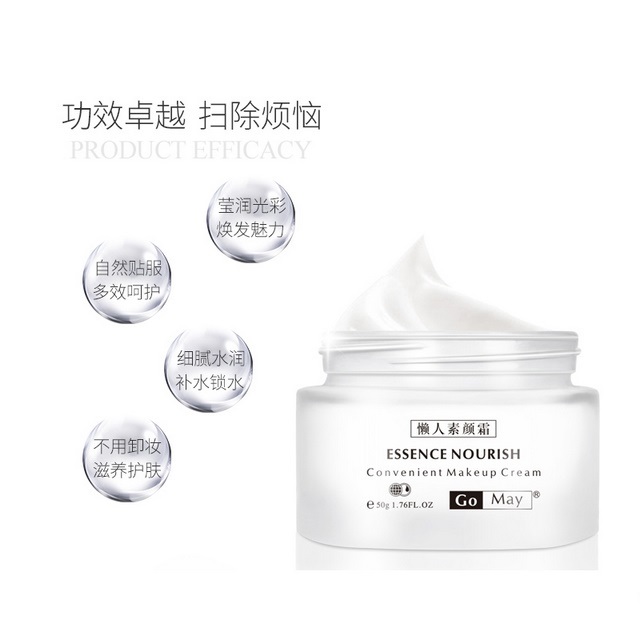 功效卓越 扫除烦恼
PRODUCT EFFICACY
莹润光彩
焕发魅力
自然贴服
多效呵护
细腻水润
补水锁水
不用卸妆
滋养护肤
懒人素颜霜
ESSENCE NOURISH
Convenient Makeup Cream
e 50g 1.76FL.OZ
Go May®